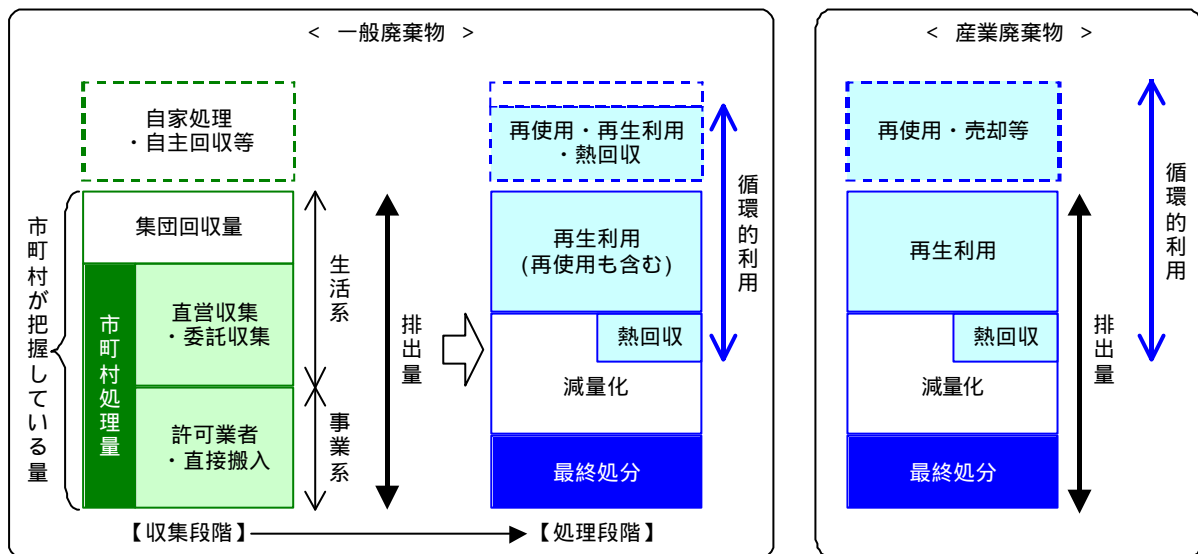 < 一般廃棄物 >
自家処理
・自主回収等
市町村が把握している量
集団回収量
市町村処理量
直営収集
・委託収集
許可業者
・直接搬入
生活系
事業系
排出量
再使用・再生利用
・熱回収
再生利用
(再使用も含む)
熱回収
減量化
最終処分
循環的利用
【収集段階】
【処理段階】
< 産業廃棄物 >
再使用・売却等
再生利用
熱回収
減量化
最終処分
排出量
循環的利用